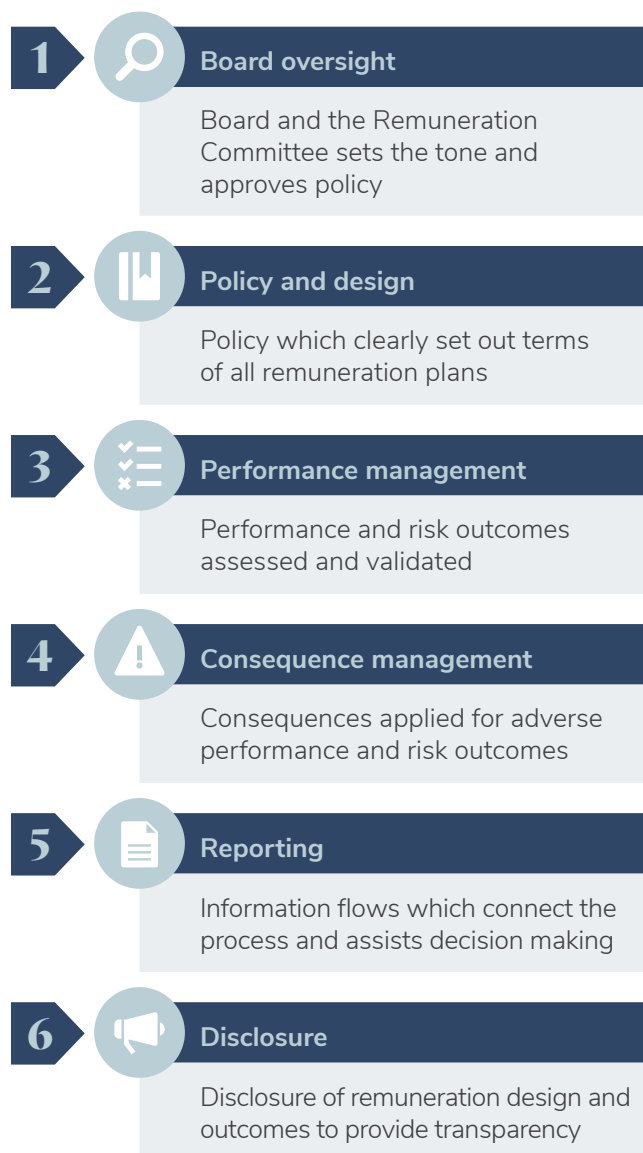 1
Board oversight
Board and the Remuneration
Committee sets the tone and
approves policy
2
Policy and design
Policy which clearly set out terms
of all remuneration plans
3
Performance management
Performance and risk outcomes
assessed and validated
4
Consequence management
Consequences applied for adverse
performance and risk outcomes
5
Reporting
Information flows which connect the
process and assists decision making
6
Disclosure
Disclosure of remuneration design and
outcomes to provide transparency